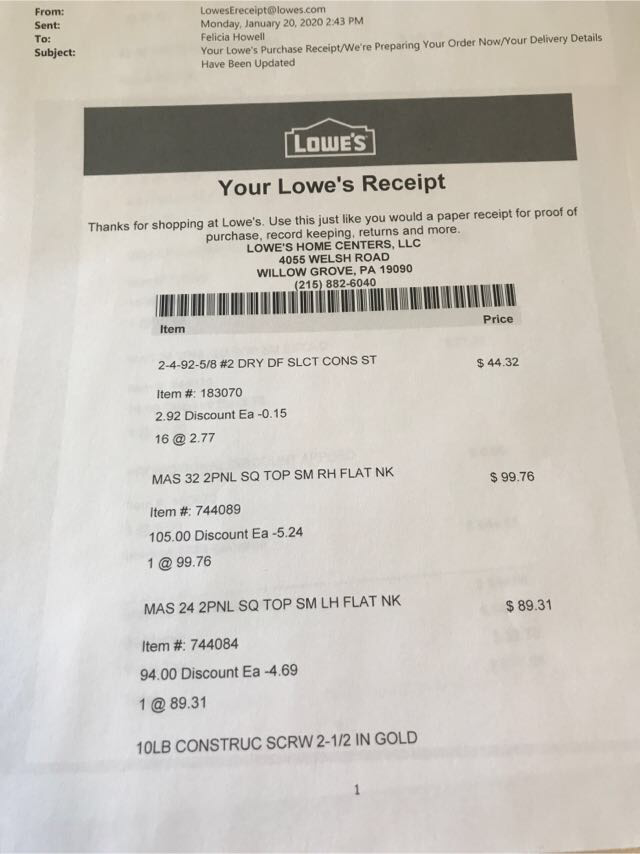 From: LowesEreceipt@lowes.com
Sent: Monday, January 20, 2020 2:43 PM
To: Felicia Howell
Subject: Your Lowe's Purchase Receipt/We're Preparing Your Order Now/Your Delivery Details
Have Been Updated
LOWE'S
Your Lowe's Receipt
Thanks for shopping at Lowe's. Use this just like you would a paper receipt for proof of
purchase, record keeping, returns and more.
LOWE'S HOME CENTERS, LLC
4055 WELSH ROAD
WILLOW GROVE, PA 19090
(215) 882-6040
Item Price
2-4-92-5/8 #2 DRY DF SLCT CONS ST $ 44.32
Item #: 183070
2.92 Discount Ea -0.15
16 @ 2.77
MAS 32 2PNL SQ TOP SM RH FLAT NK $ 99.76
Item #: 744089
105.00 Discount Ea -5.24
1 @ 99.76
MAS 24 2PNL SQ TOP SM LH FLAT NK $ 89.31
Item #: 744084
94.00 Discount Ea -4.69
1 @ 89.31
10LB CONSTRUC SCRW 2-1/2 IN GOLD
1